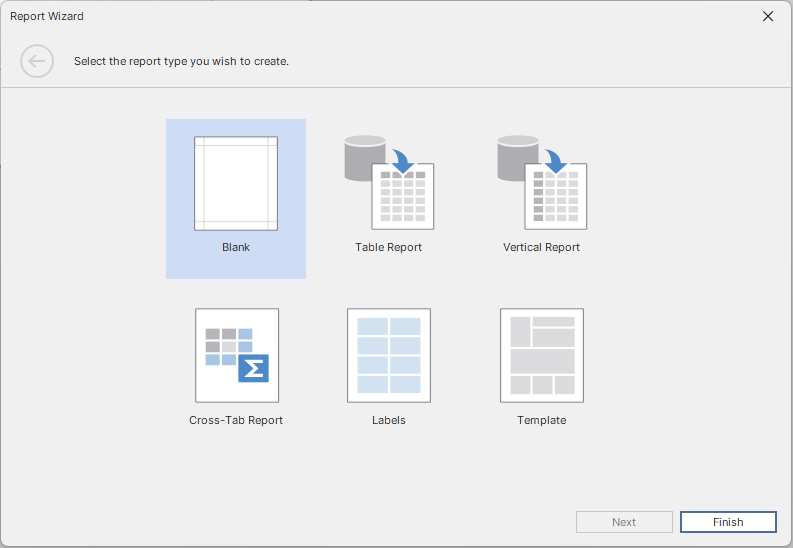 Report Wizard
Select the report type you wish to create.
Blank
Table Report
Vertical Report
Cross-Tab Report
Labels
Template
Next
Finish